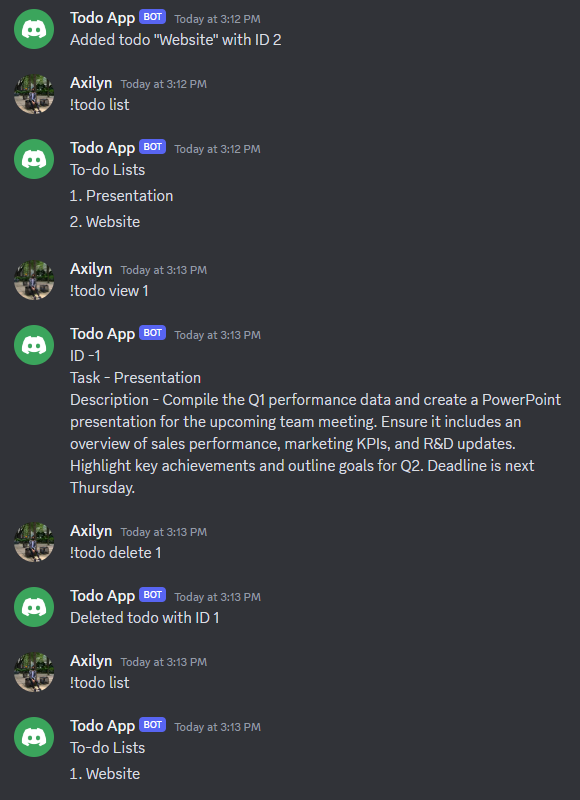 Todo App BOT Today at 3:12 PM
Added todo "Website" with ID 2
Axilyn Today at 3:12 PM
!todo list
Todo App BOT Today at 3:12 PM
To-do Lists
1. Presentation
2. Website
Axilyn Today at 3:13 PM
!todo view 1
Todo App BOT Today at 3:13 PM
ID -1
Task - Presentation
Description - Compile the Q1 performance data and create a PowerPoint
presentation for the upcoming team meeting. Ensure it includes an
overview of sales performance, marketing KPIs, and R&D updates.
Highlight key achievements and outline goals for Q2. Deadline is next
Thursday.
Axilyn Today at 3:13 PM
!todo delete 1
Todo App BOT Today at 3:13 PM
Deleted todo with ID 1
Axilyn Today at 3:13 PM
!todo list
Todo App BOT Today at 3:13 PM
To-do Lists
1. Website